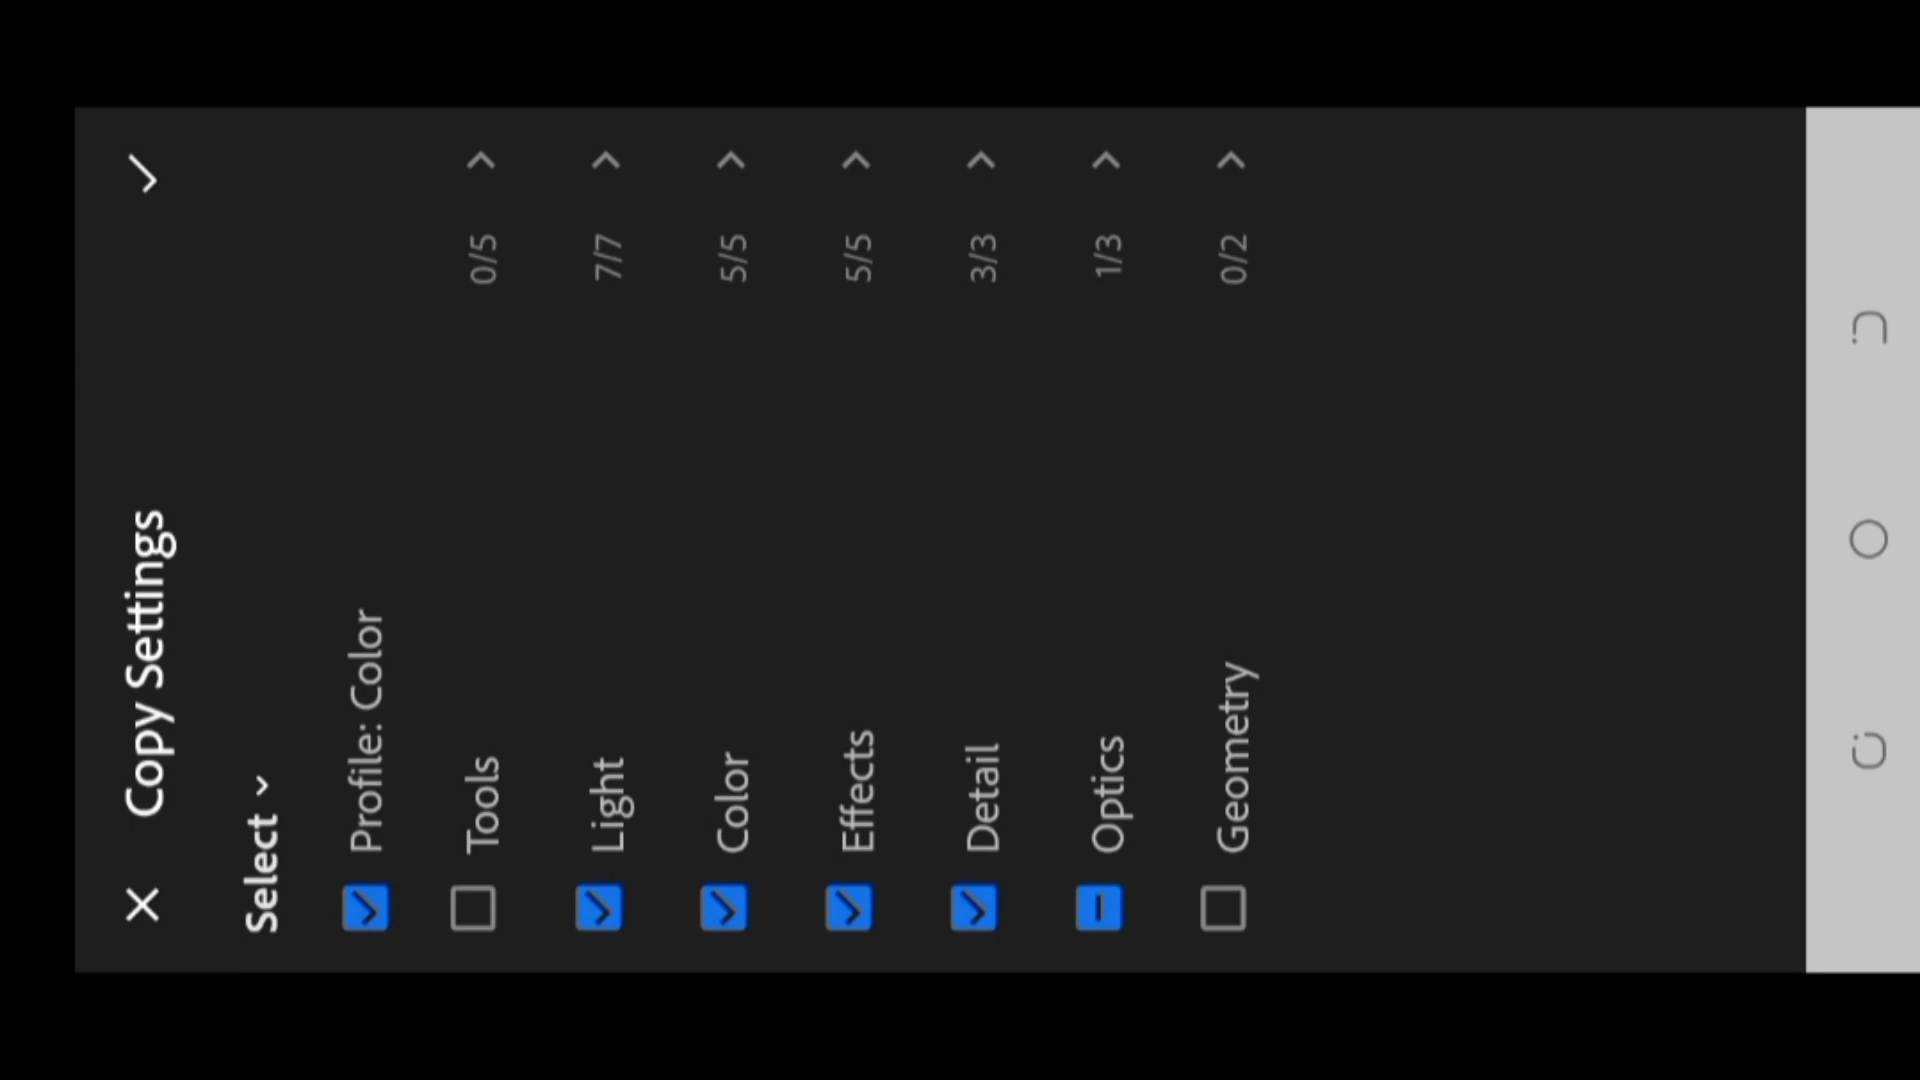 Copy Settings
Select
Profile: Color
Tools 0/5
Light 7/7
Color 5/5
Effects 5/5
Detail 3/3
Optics 1/3
Geometry 0/2